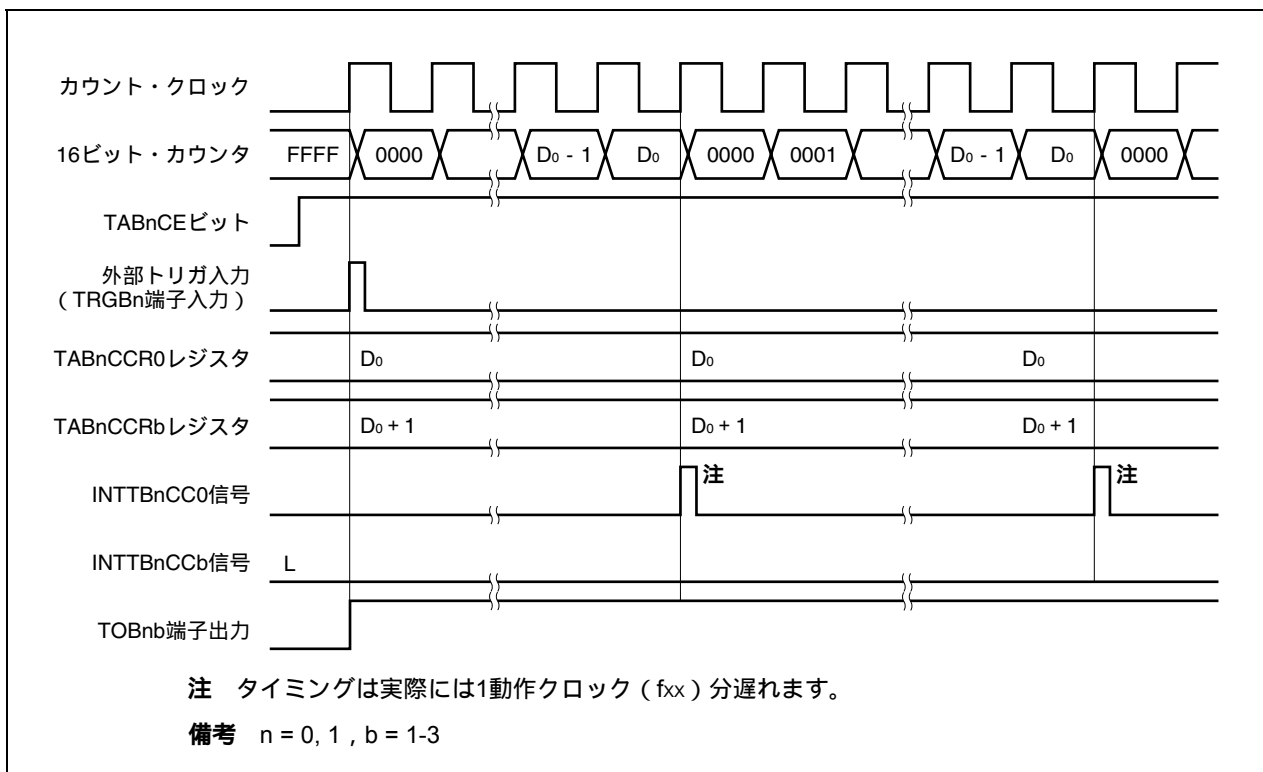 カウント・クロック
16ビット・カウンタ FFFF 0000 D0 - 1 D0 0000 0001 D0 - 1 D0 0000
TABnCEビット
外部トリガ入力
（TRGBn端子入力）
TABnCCR0レジスタ D0 D0 D0
TABnCCRbレジスタ D0 + 1 D0 + 1 D0 + 1
INTTBnCC0信号 注 注
INTTBnCCb信号 L
TOBnb端子出力
注 タイミングは実際には1動作クロック（fxx）分遅れます。
備考 n = 0, 1 , b = 1-3